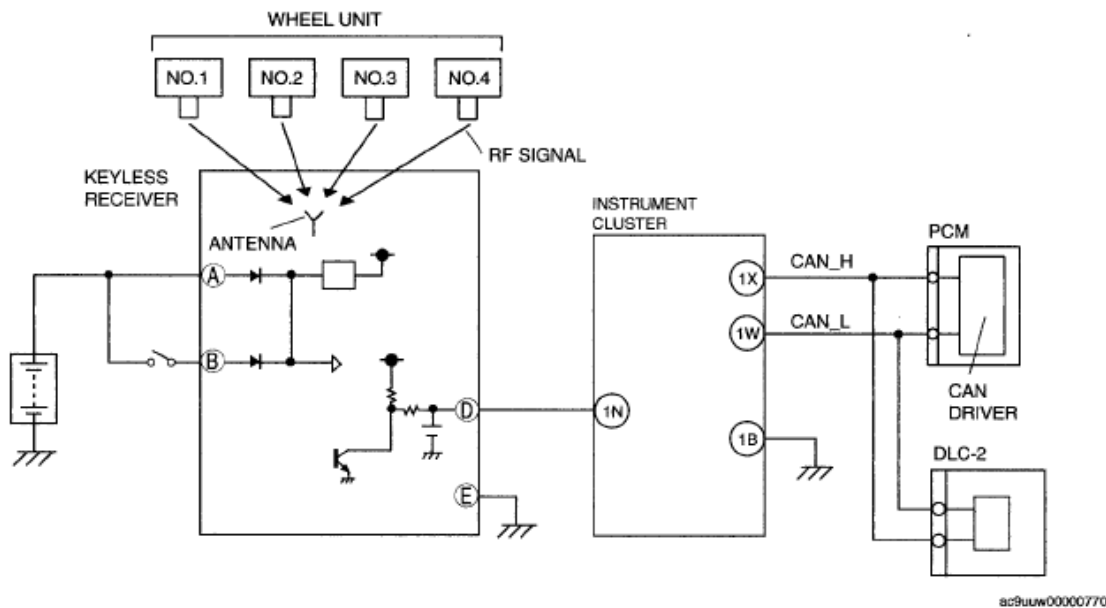 WHEEL UNIT
NO.1
NO.2
NO.3
NO.4
RF SIGNAL
KEYLESS
RECEIVER
ANTENNA
A
B
D
E
INSTRUMENT
CLUSTER
1X
1W
1N
1B
CAN_H
CAN_L
PCM
CAN
DRIVER
DLC-2
ac9uuw00000770